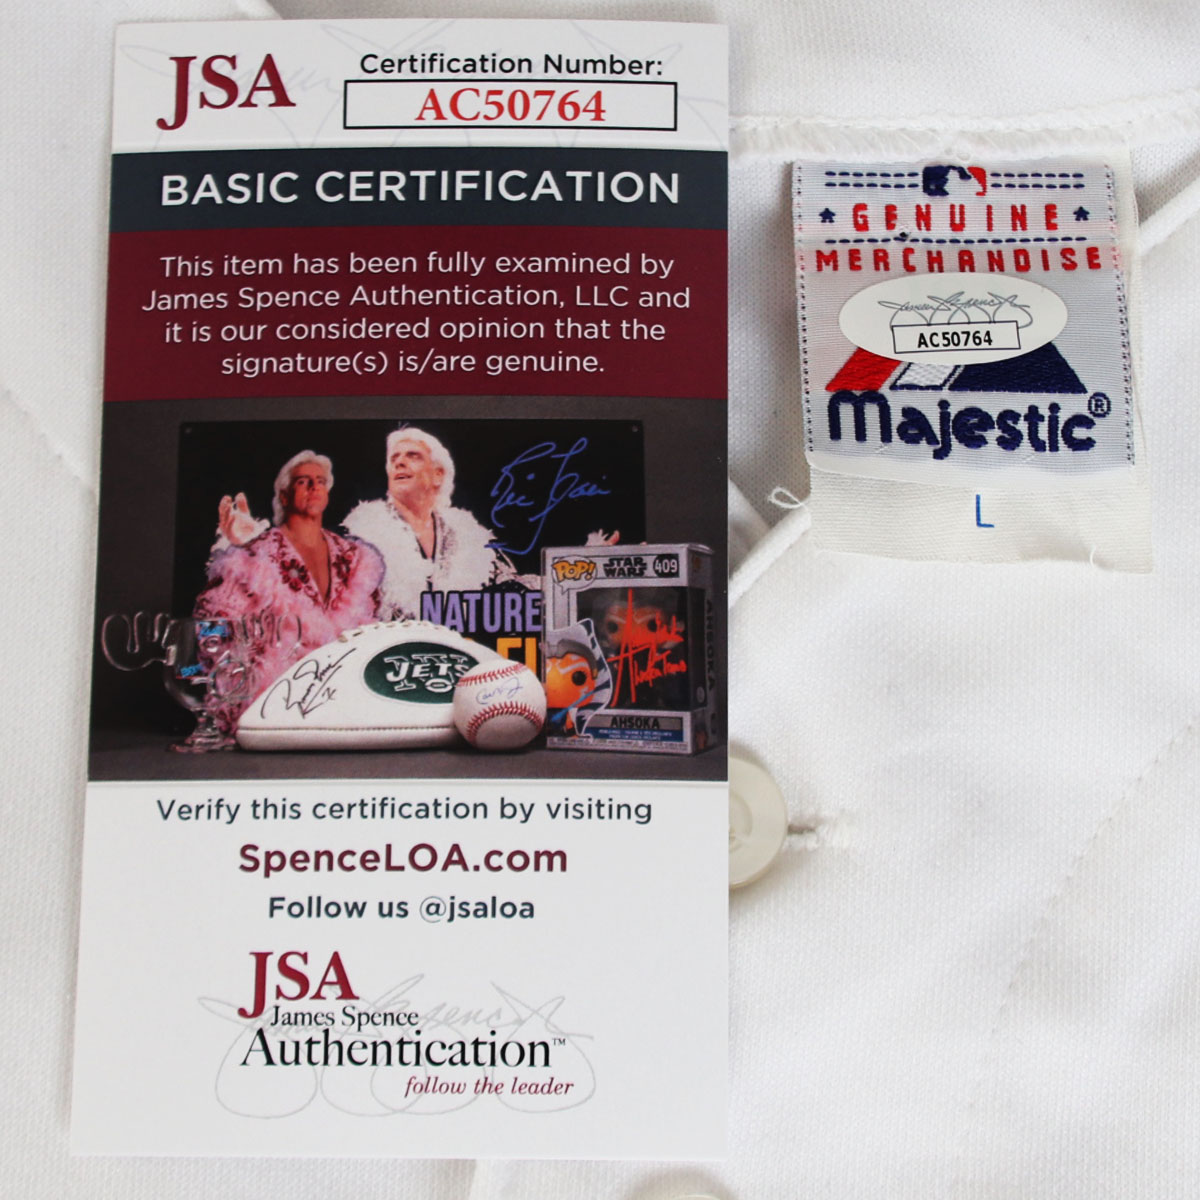 JSA
Certification Number:
AC50764
BASIC CERTIFICATION
This item has been fully examined by
James Spence Authentication, LLC and
it is our considered opinion that the
signature(s) is/are genuine.
NATURE
POP!
STAR
WARS
409
JETS
AHSOKA
Verify this certification by visiting
SpenceLOA.com
Follow us @jsaloa
JSA
James Spence
Authentication™
follow the leader
GENUINE
MERCHANDISE
AC50764
Majestic®
L